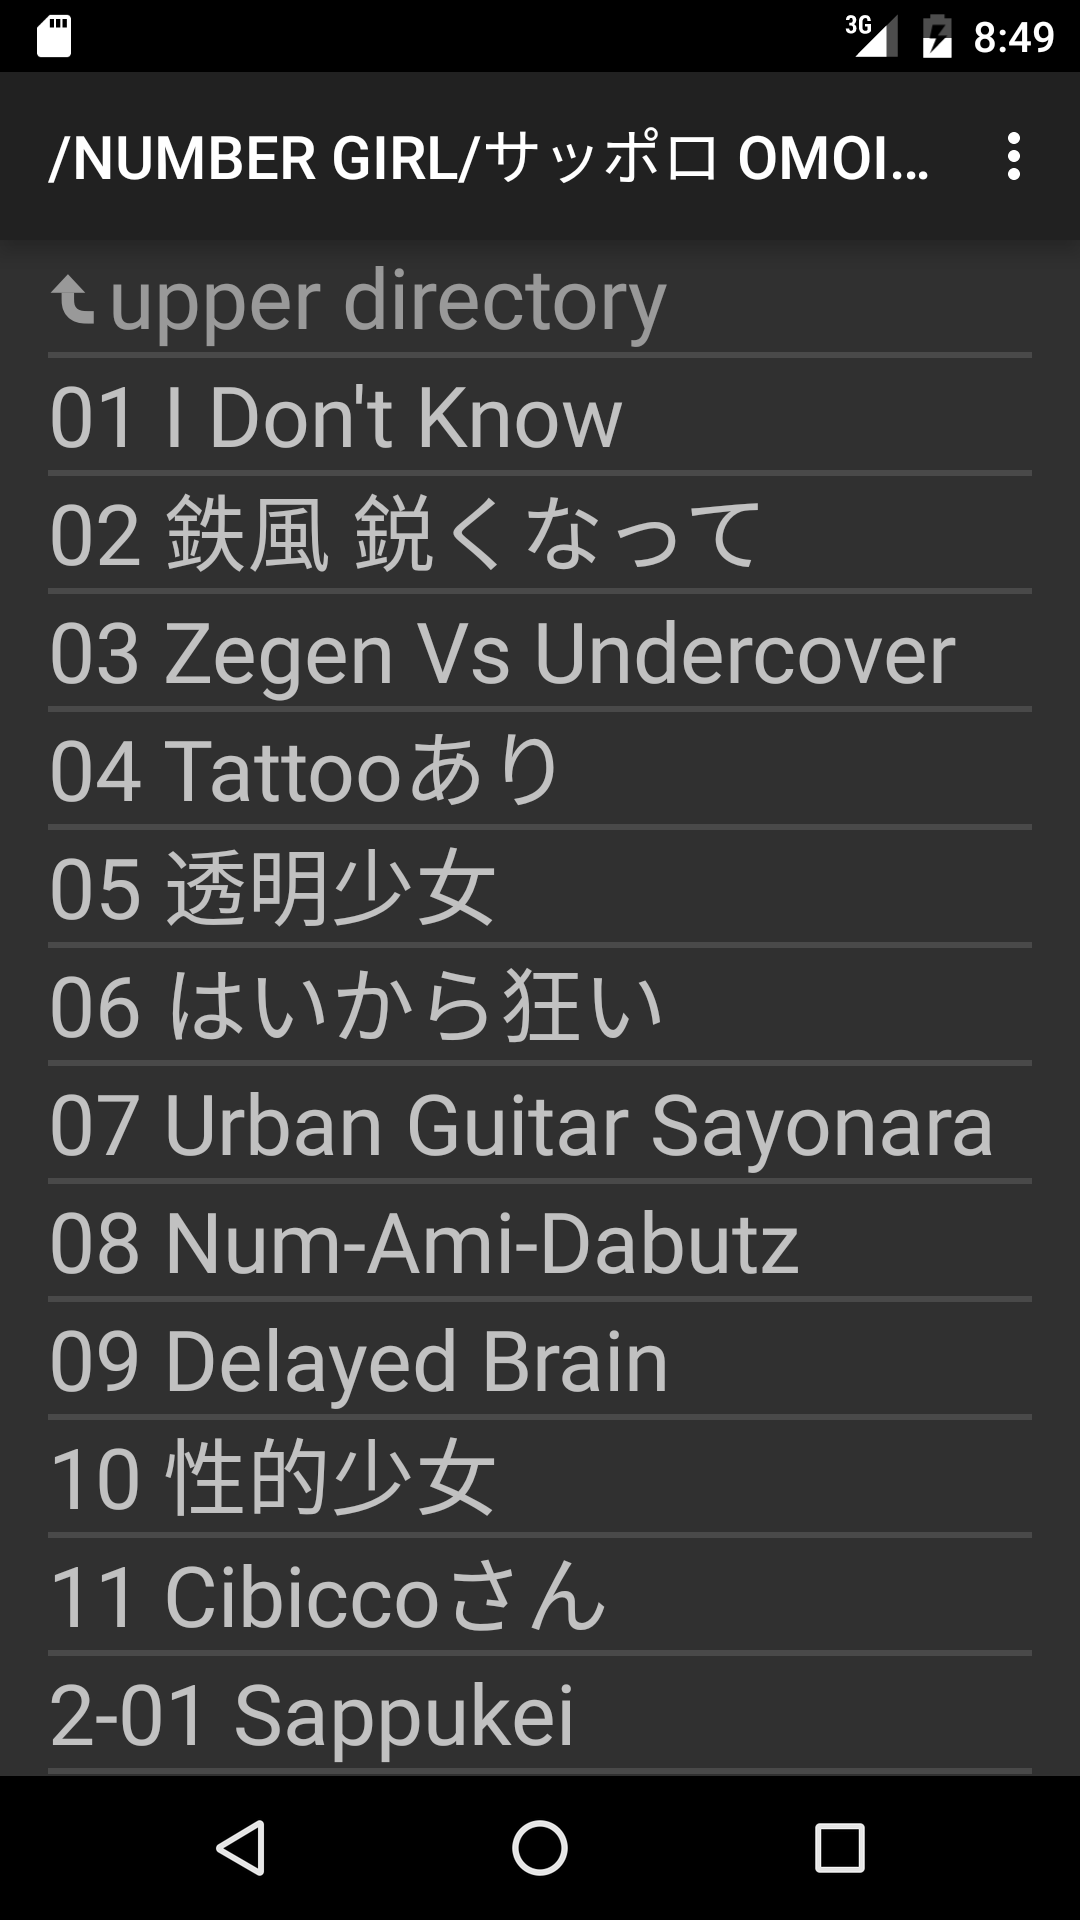 3G 8:49
/NUMBER GIRL/サッポロ OMOI…
upper directory
01 I Don't Know
02 鉄風 鋭くなって
03 Zegen Vs Undercover
04 Tattooあり
05 透明少女
06 はいから狂い
07 Urban Guitar Sayonara
08 Num-Ami-Dabutz
09 Delayed Brain
10 性的少女
11 Cibiccoさん
2-01 Sappukei